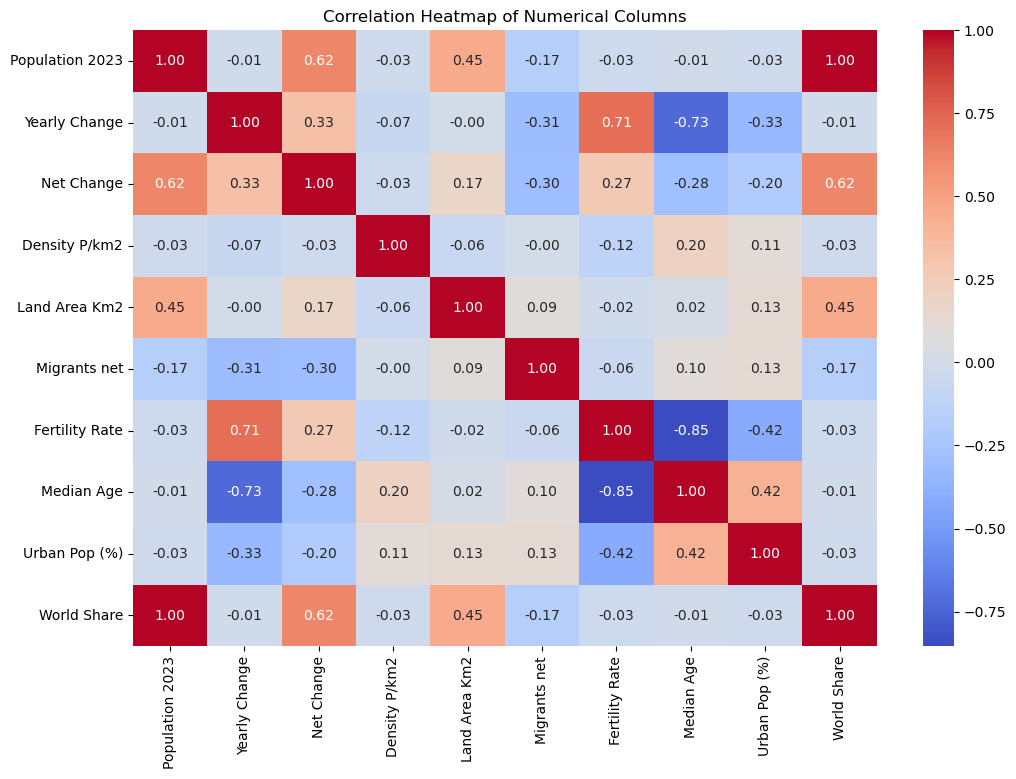 Correlation Heatmap of Numerical Columns
Population 2023 1.00 -0.01 0.62 -0.03 0.45 -0.17 -0.03 -0.01 -0.03 1.00
Yearly Change -0.01 1.00 0.33 -0.07 -0.00 -0.31 0.71 -0.73 -0.33 -0.01
Net Change 0.62 0.33 1.00 -0.03 0.17 -0.30 0.27 -0.28 -0.20 0.62
Density P/km2 -0.03 -0.07 -0.03 1.00 -0.06 -0.00 -0.12 0.20 0.11 -0.03
Land Area Km2 0.45 -0.00 0.17 -0.06 1.00 0.09 -0.02 0.02 0.13 0.45
Migrants net -0.17 -0.31 -0.30 -0.00 0.09 1.00 -0.06 0.10 0.13 -0.17
Fertility Rate -0.03 0.71 0.27 -0.12 -0.02 -0.06 1.00 -0.85 -0.42 -0.03
Median Age -0.01 -0.73 -0.28 0.20 0.02 0.10 -0.85 1.00 0.42 -0.01
Urban Pop (%) -0.03 -0.33 -0.20 0.11 0.13 0.13 -0.42 0.42 1.00 -0.03
World Share 1.00 -0.01 0.62 -0.03 0.45 -0.17 -0.03 -0.01 -0.03 1.00
Population 2023
Yearly Change
Net Change
Density P/km2
Land Area Km2
Migrants net
Fertility Rate
Median Age
Urban Pop (%)
World Share
1.00
0.75
0.50
0.25
0.00
-0.25
-0.50
-0.75